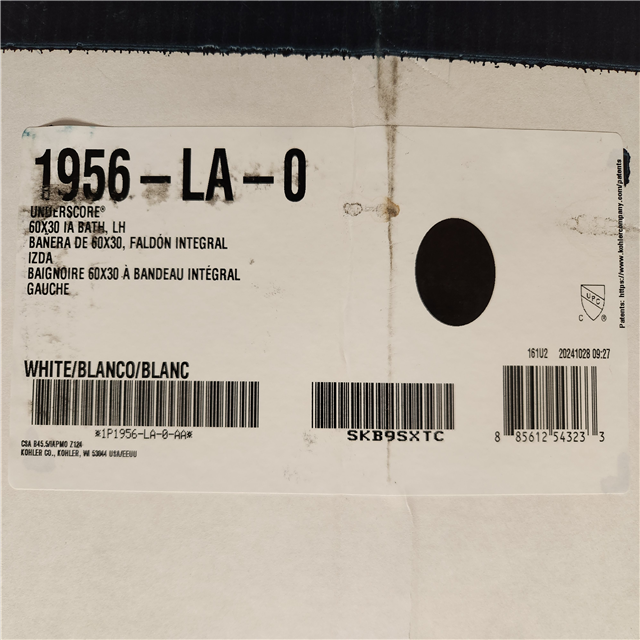 1956-LA-0
UNDERSCORE®
60X30 IA BATH, LH
BANERA DE 60X30, FALDÓN INTEGRAL
IZDA
BAIGNOIRE 60X30 À BANDEAU INTÉGRAL
GAUCHE
Patents: https://www.kohlercompany.com/patents
UPC
C ®
161U2 20241028 09:27
WHITE/BLANCO/BLANC
*1P1956-LA-0-AA*
SKB9SXTC
8 85612 54323 3
CSA B45.5/IAPMO Z124
KOHLER CO., KOHLER, WI 53044 USA/EEUU